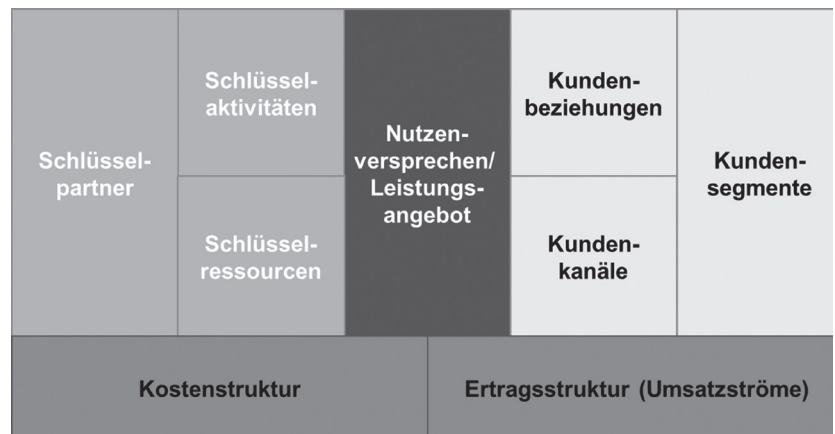 Schlüssel-
partner
Schlüssel-
aktivitäten
Schlüssel-
ressourcen
Nutzen-
versprechen/
Leistungs-
angebot
Kunden-
beziehungen
Kunden-
kanäle
Kunden-
segmente
Kostenstruktur
Ertragsstruktur (Umsatzströme)